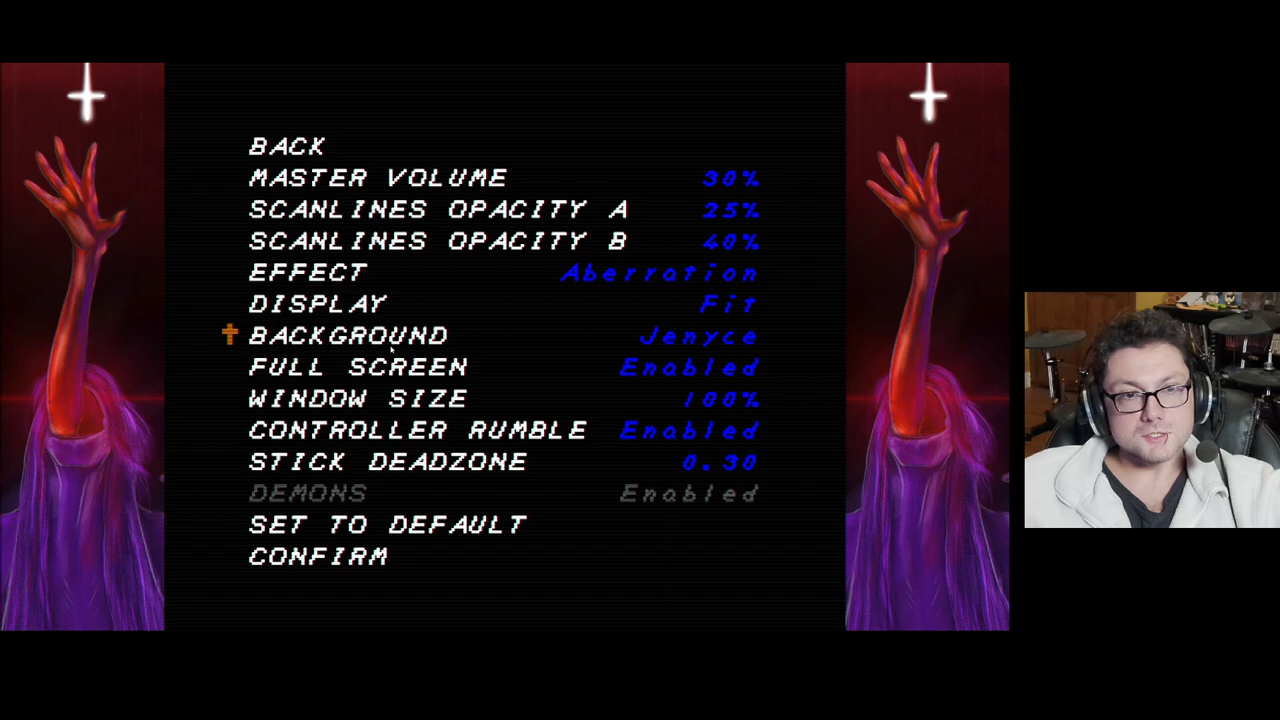 BACK
MASTER VOLUME 30%
SCANLINES OPACITY A 25%
SCANLINES OPACITY B 40%
EFFECT Aberration
DISPLAY Fit
BACKGROUND Jenyce
FULL SCREEN Enabled
WINDOW SIZE 100%
CONTROLLER RUMBLE Enabled
STICK DEADZONE 0.30
DEMONS Enabled
SET TO DEFAULT
CONFIRM